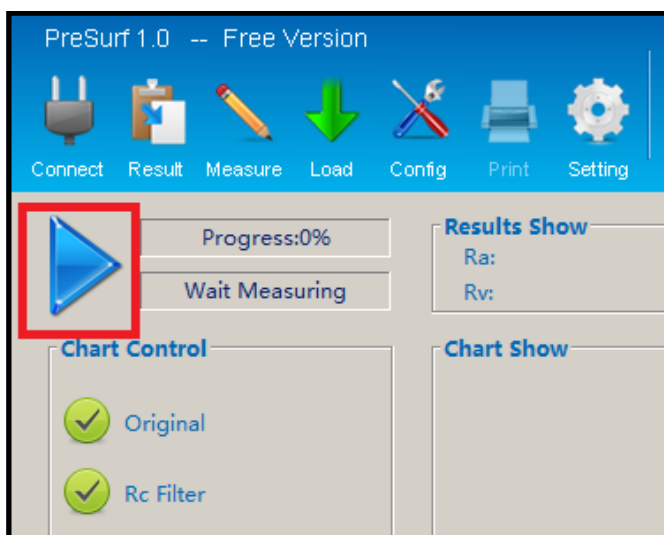 PreSurf 1.0 -- Free Version
Connect Result Measure Load Config Print Setting
Progress:0%
Wait Measuring
Results Show
Ra:
Rv:
Chart Control
Original
Rc Filter
Chart Show